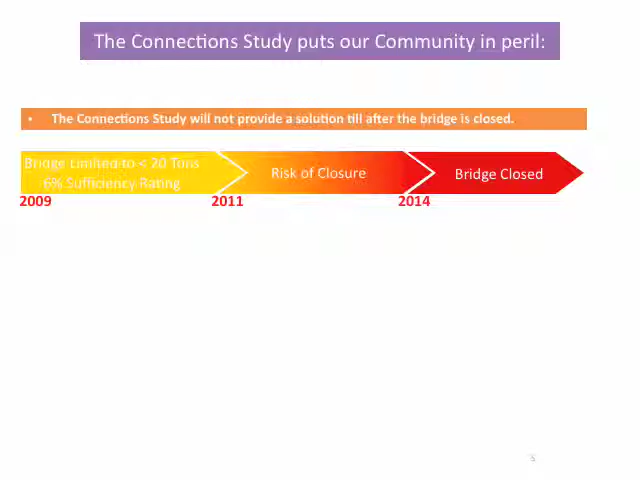 The Connections Study puts our Community in peril:
• The Connections Study will not provide a solution till after the bridge is closed.
Bridge Limited to < 20 Tons
6% Sufficiency Rating
Risk of Closure
Bridge Closed
2009
2011
2014
5